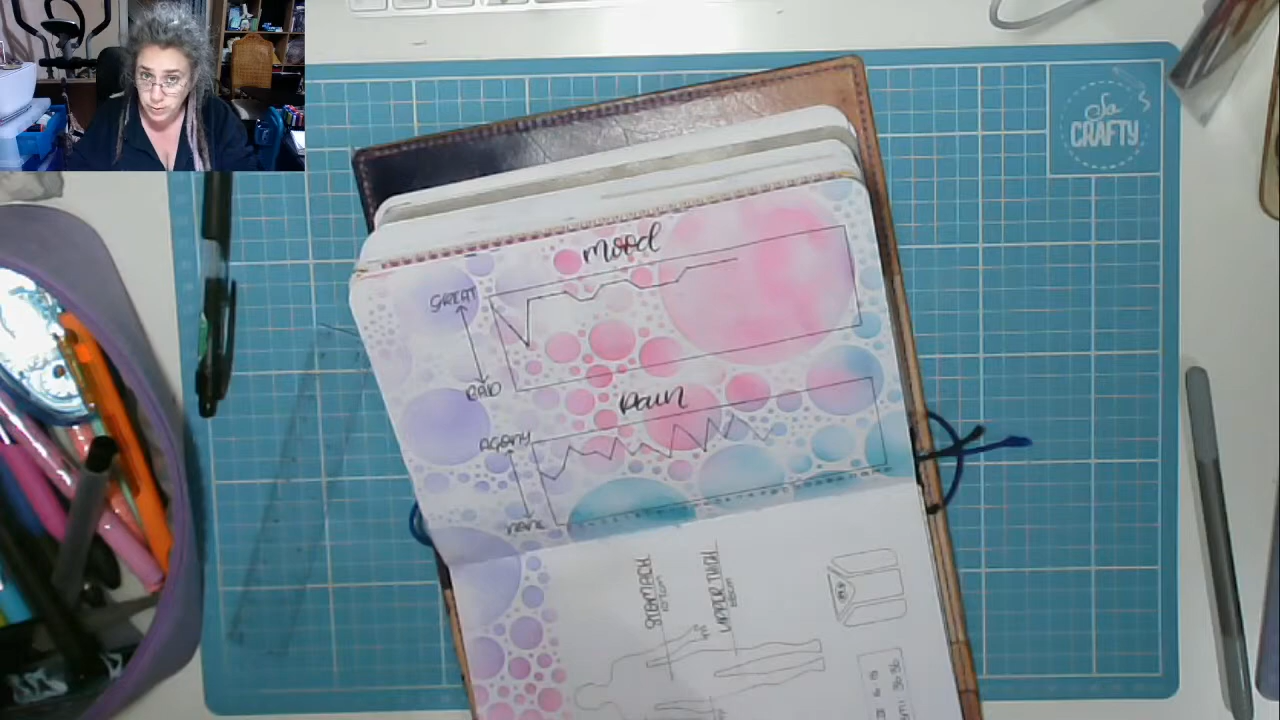 So
CRAFTY
mood
GREAT
BAD
pain
AGONY
NONE
STOMACH
UPPER THIGH